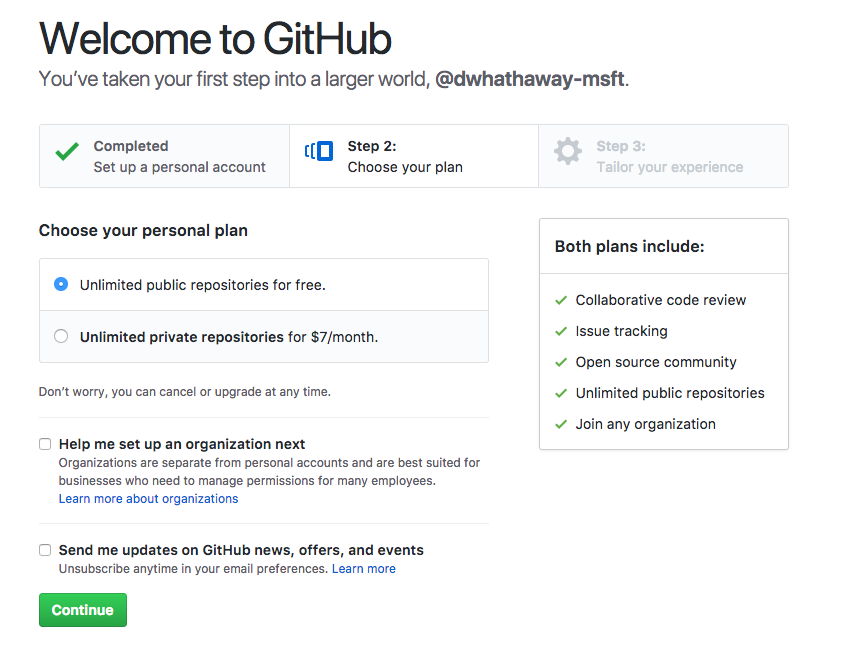 Welcome to GitHub
You’ve taken your first step into a larger world, @dwhathaway-msft.
Completed
Set up a personal account
Step 2:
Choose your plan
Step 3:
Tailor your experience
Choose your personal plan
Unlimited public repositories for free.
Unlimited private repositories for $7/month.
Don’t worry, you can cancel or upgrade at any time.
Help me set up an organization next
Organizations are separate from personal accounts and are best suited for
businesses who need to manage permissions for many employees.
Learn more about organizations
Send me updates on GitHub news, offers, and events
Unsubscribe anytime in your email preferences. Learn more
Continue
Both plans include:
Collaborative code review
Issue tracking
Open source community
Unlimited public repositories
Join any organization